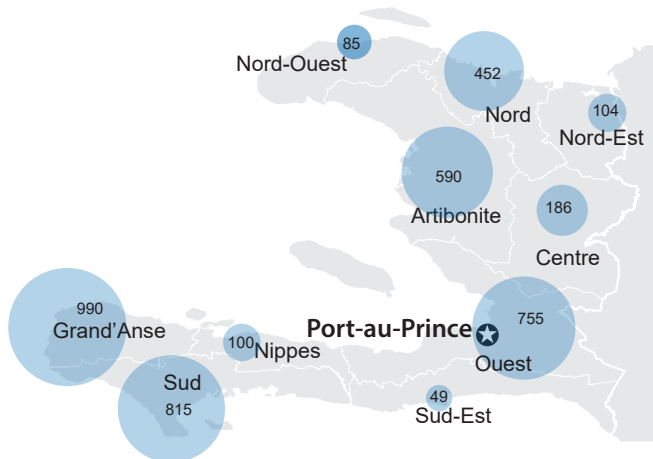 85
Nord-Ouest
452
Nord
104
Nord-Est
590
Artibonite
186
Centre
990
Grand'Anse
100
Nippes
Port-au-Prince
755
Ouest
Sud
815
49
Sud-Est